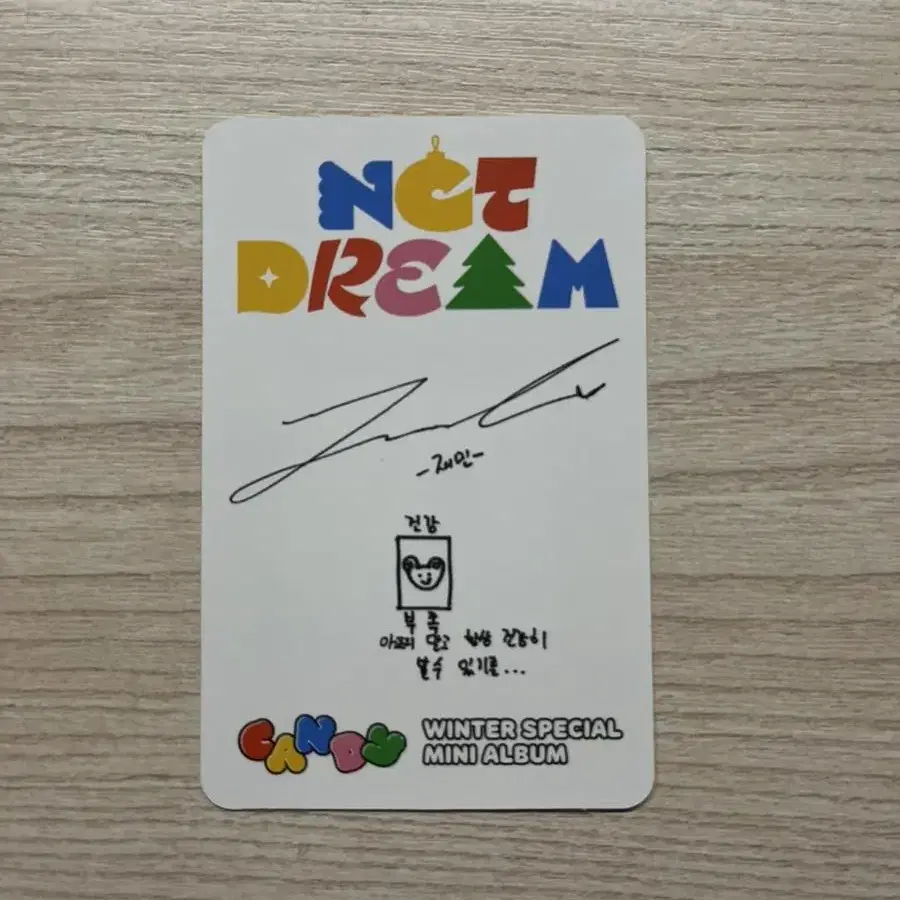 NCT
DREAM
-재민-
건강
부족
아프지 말고 항상 건강히
볼 수 있기를...
CANDY
WINTER SPECIAL
MINI ALBUM